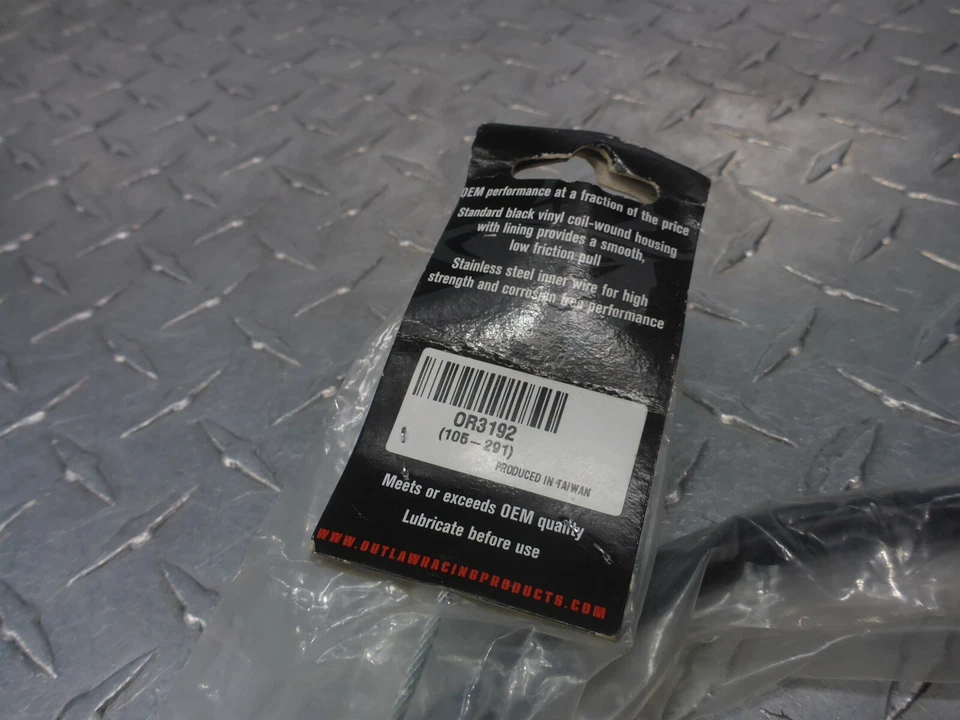 OEM performance at a fraction of the price
Standard black vinyl coil-wound housing
with lining provides a smooth,
low friction pull
Stainless steel inner wire for high
strength and corrosion free performance
OR3192
(105-291)
PRODUCED IN TAIWAN
Meets or exceeds OEM quality
Lubricate before use
WWW.OUTLAWRACINGPRODUCTS.COM